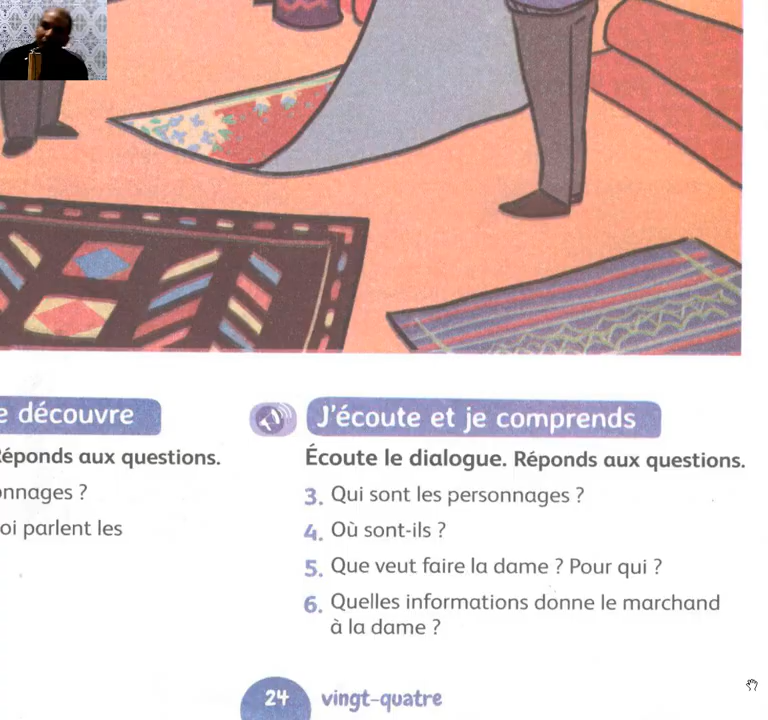 e découvre
Réponds aux questions.
onnages ?
oi parlent les
J'écoute et je comprends
Écoute le dialogue. Réponds aux questions.
3. Qui sont les personnages ?
4. Où sont-ils ?
5. Que veut faire la dame ? Pour qui ?
6. Quelles informations donne le marchand
à la dame ?
24 vingt-quatre